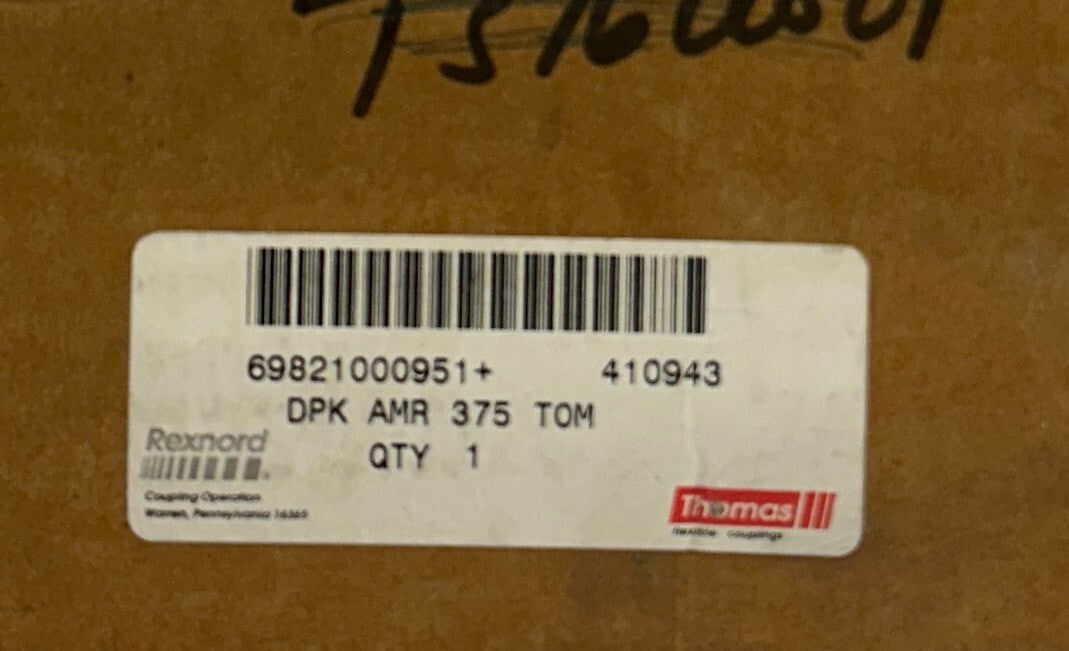 69821000951+ 410943
DPK AMR 375 TOM
QTY 1
Rexnord
Coupling Operation
Warren, Pennsylvania 16365
Thomas
flexible couplings